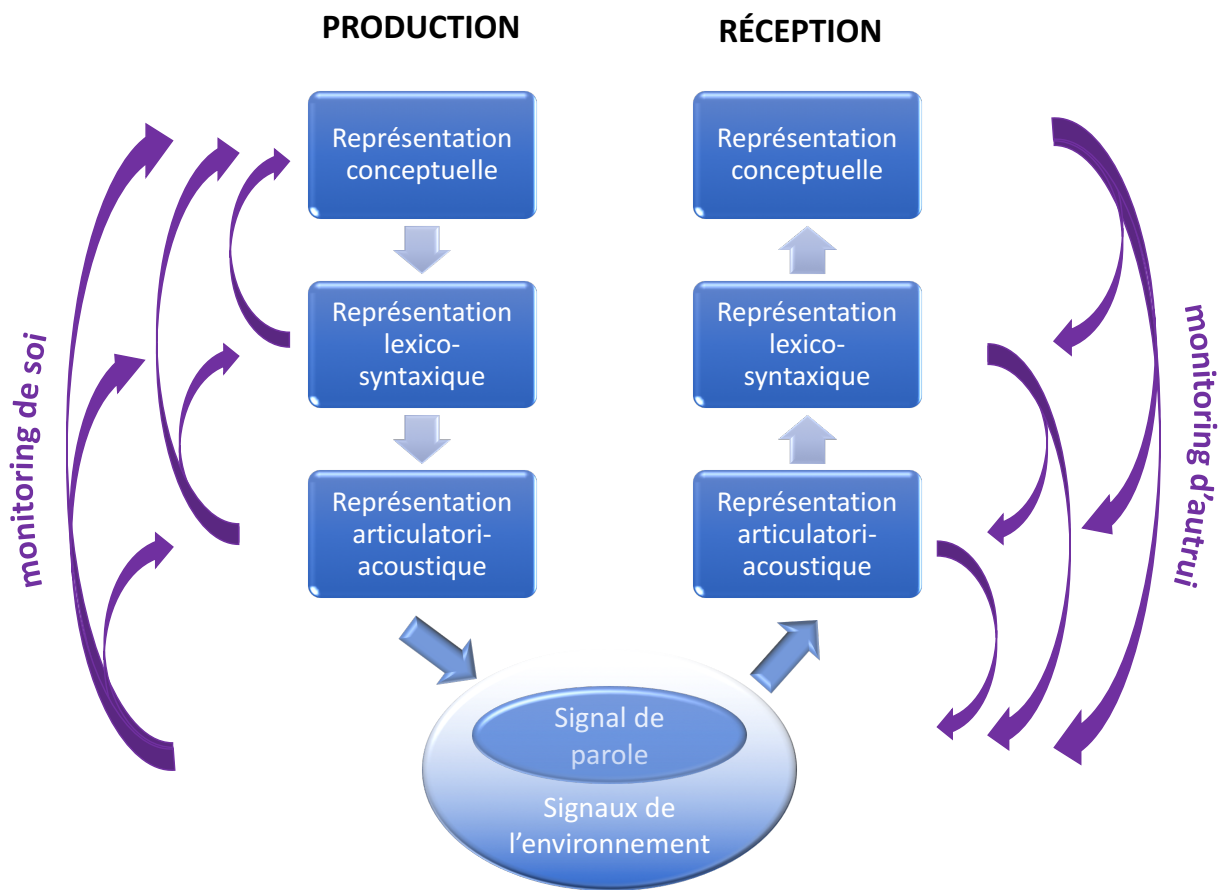 PRODUCTION
RÉCEPTION
Représentation
conceptuelle
Représentation
conceptuelle
Représentation
lexico-
syntaxique
Représentation
lexico-
syntaxique
Représentation
articulatori-
acoustique
Représentation
articulatori-
acoustique
monitoring de soi
monitoring d’autrui
Signal de
parole
Signaux de
l’environnement